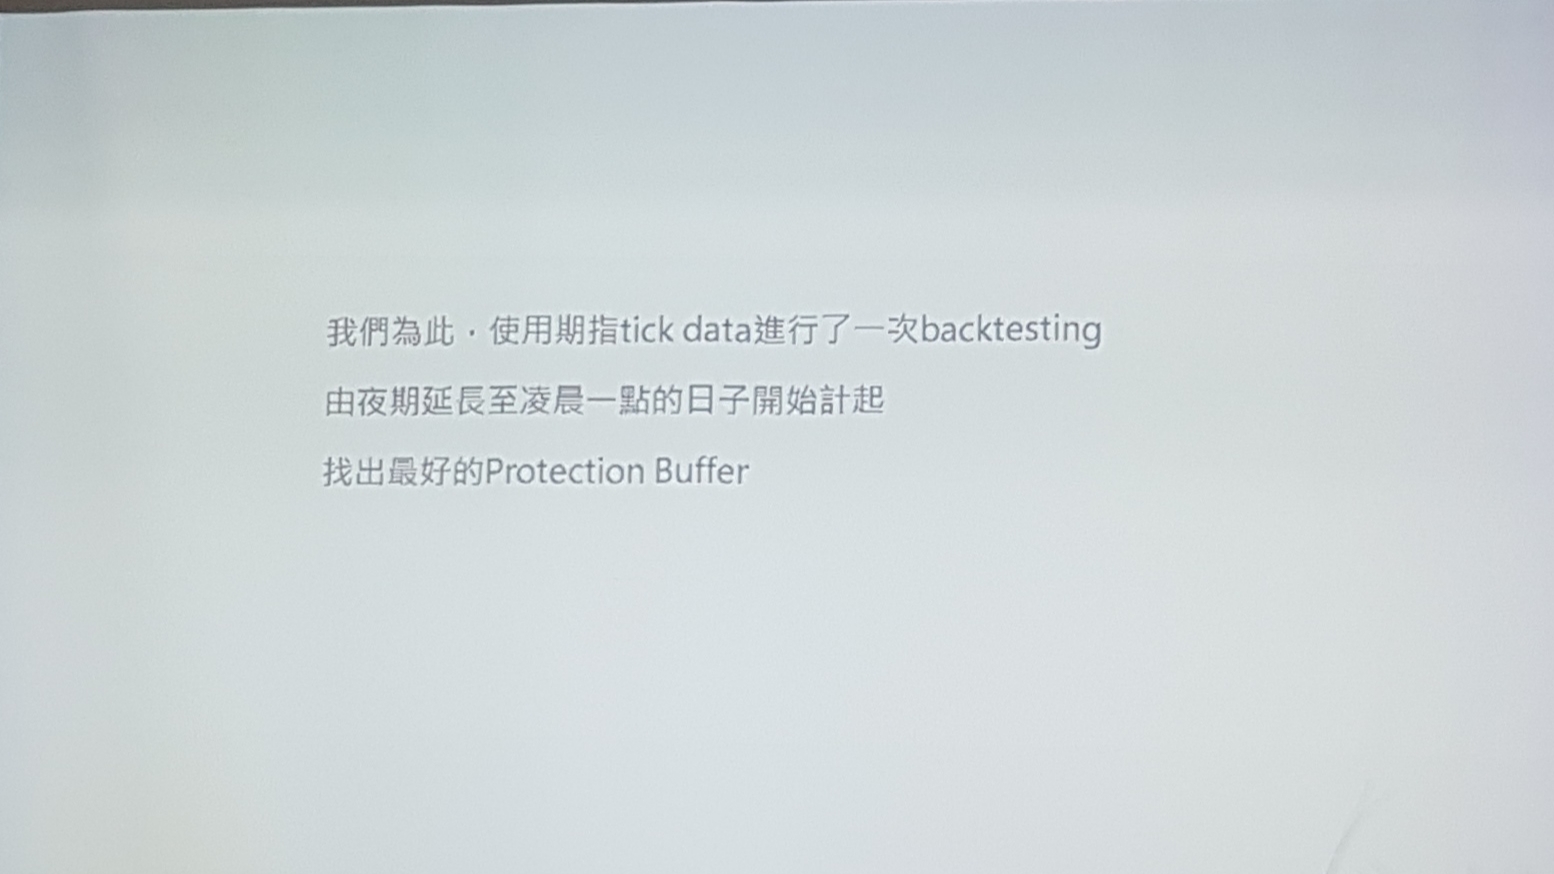 我們為此，使用期指tick data進行了一次backtesting
由夜期延長至凌晨一點的日子開始計起
找出最好的Protection Buffer